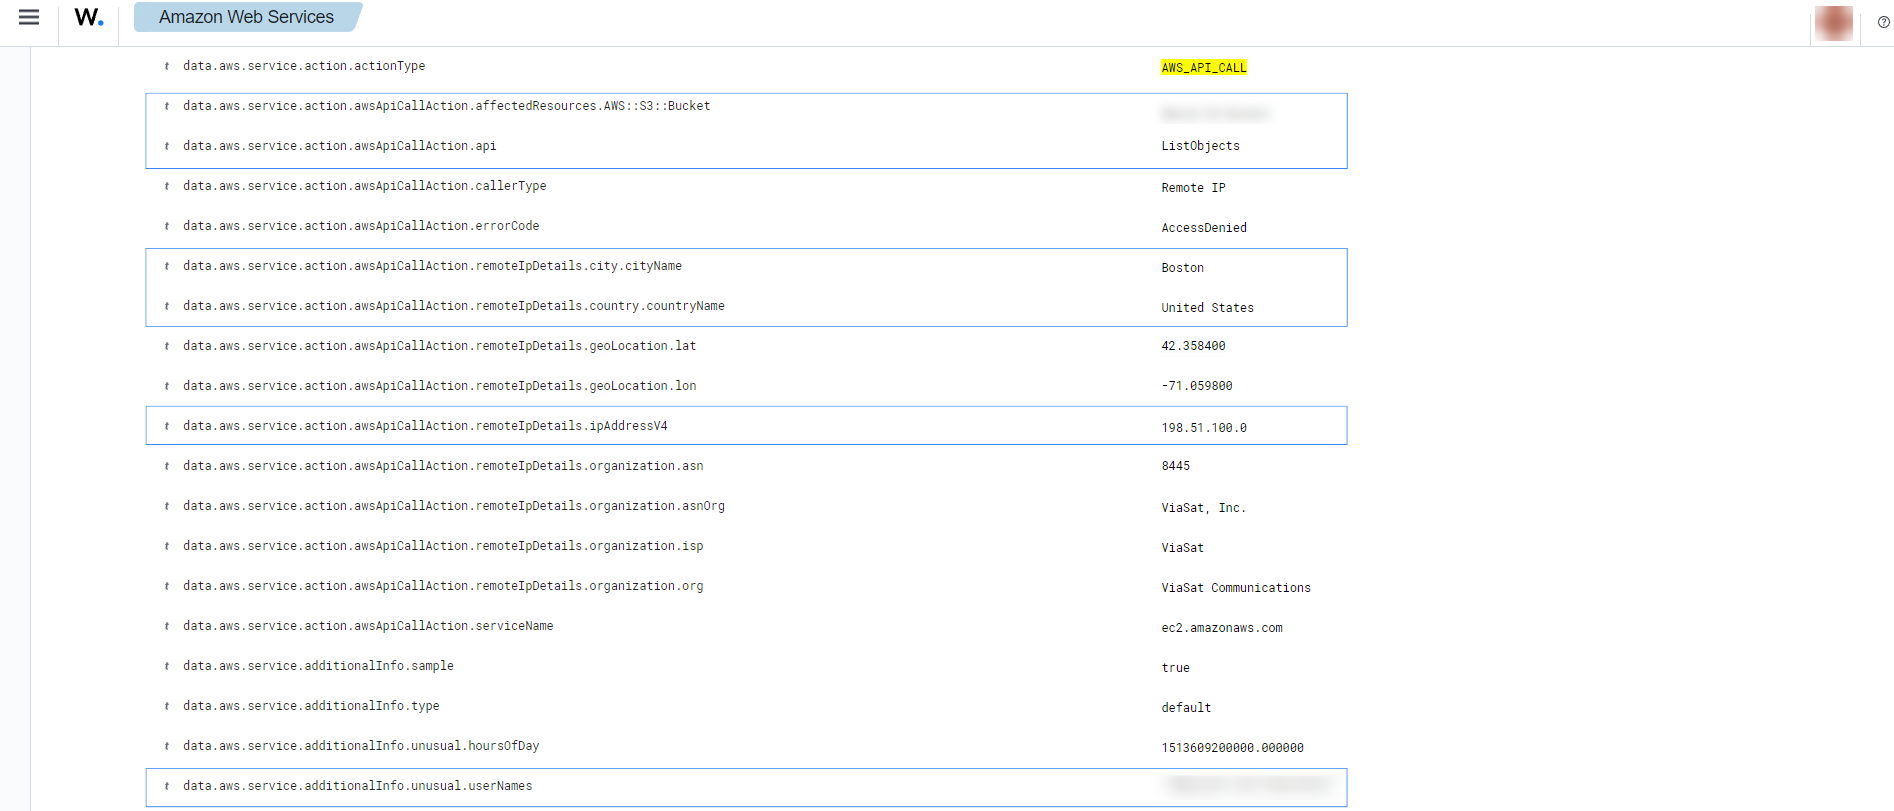 W. Amazon Web Services
t data.aws.service.action.actionType AWS_API_CALL
t data.aws.service.action.awsApiCallAction.affectedResources.AWS::S3::Bucket
t data.aws.service.action.awsApiCallAction.api ListObjects
t data.aws.service.action.awsApiCallAction.callerType Remote IP
t data.aws.service.action.awsApiCallAction.errorCode AccessDenied
t data.aws.service.action.awsApiCallAction.remoteIpDetails.city.cityName Boston
t data.aws.service.action.awsApiCallAction.remoteIpDetails.country.countryName United States
t data.aws.service.action.awsApiCallAction.remoteIpDetails.geoLocation.lat 42.358400
t data.aws.service.action.awsApiCallAction.remoteIpDetails.geoLocation.lon -71.059800
t data.aws.service.action.awsApiCallAction.remoteIpDetails.ipAddressV4 198.51.100.0
t data.aws.service.action.awsApiCallAction.remoteIpDetails.organization.asn 8445
t data.aws.service.action.awsApiCallAction.remoteIpDetails.organization.asnOrg ViaSat, Inc.
t data.aws.service.action.awsApiCallAction.remoteIpDetails.organization.isp ViaSat
t data.aws.service.action.awsApiCallAction.remoteIpDetails.organization.org ViaSat Communications
t data.aws.service.action.awsApiCallAction.serviceName ec2.amazonaws.com
t data.aws.service.additionalInfo.sample true
t data.aws.service.additionalInfo.type default
t data.aws.service.additionalInfo.unusual.hoursOfDay 1513609200000.000000
t data.aws.service.additionalInfo.unusual.userNames